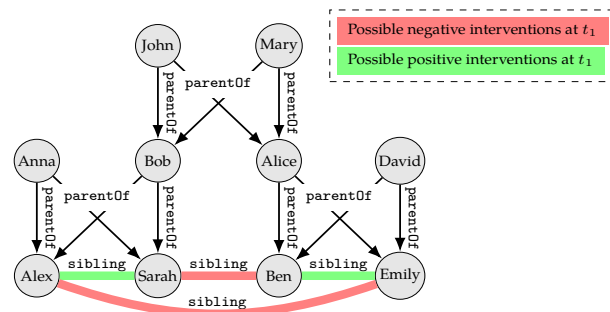 Possible negative interventions at t₁
Possible positive interventions at t₁
John
Mary
parentOf
parentOf
parentOf
Anna
Bob
Alice
David
parentOf
parentOf
parentOf
parentOf
parentOf
parentOf
sibling
sibling
sibling
Alex
Sarah
Ben
Emily
sibling